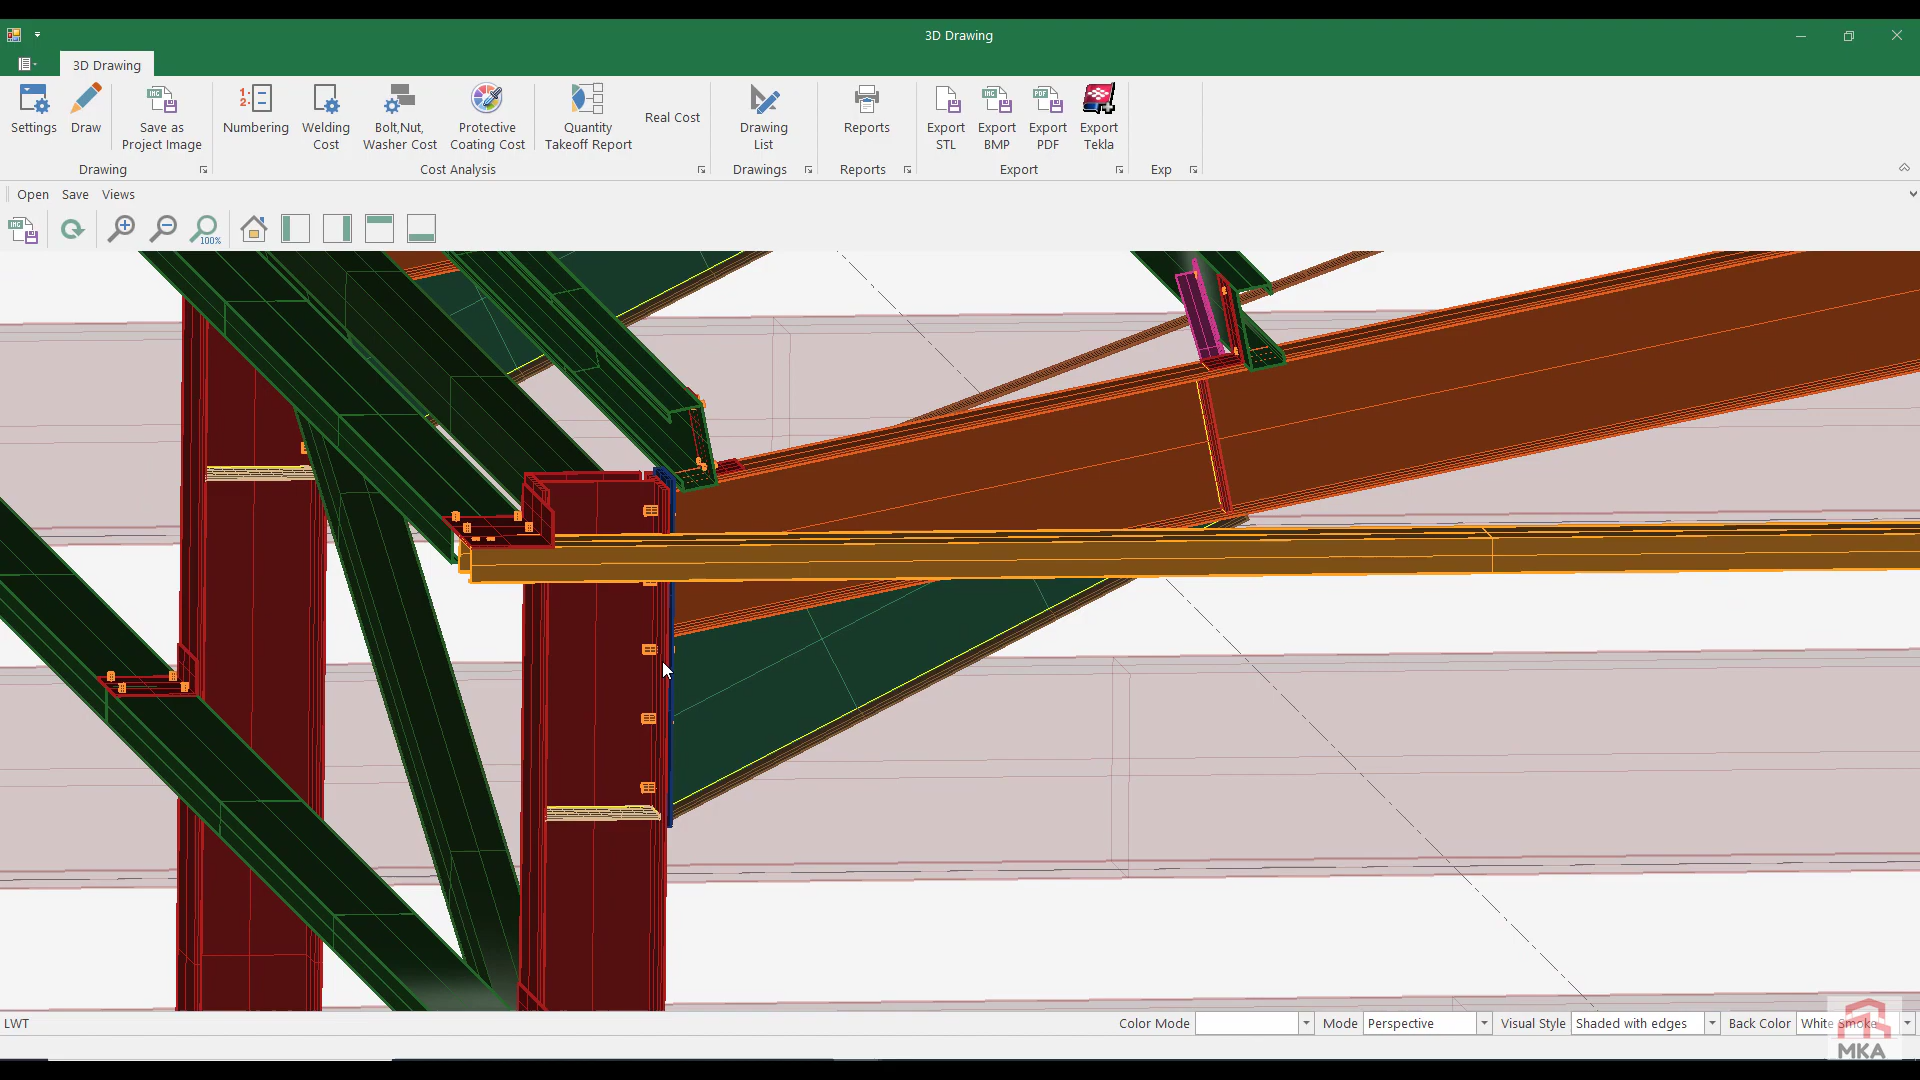 3D Drawing
3D Drawing
Settings
Draw
Save as
Project Image
Numbering
Welding
Cost
Bolt,Nut,
Washer Cost
Protective
Coating Cost
Quantity
Takeoff Report
Real Cost
Drawing
List
Reports
Export
STL
Export
BMP
Export
PDF
Export
Tekla
Drawing
Cost Analysis
Drawings
Reports
Export
Exp
Open Save Views
100%
LWT
Color Mode
Mode Perspective
Visual Style Shaded with edges
Back Color White Smoke
MKA